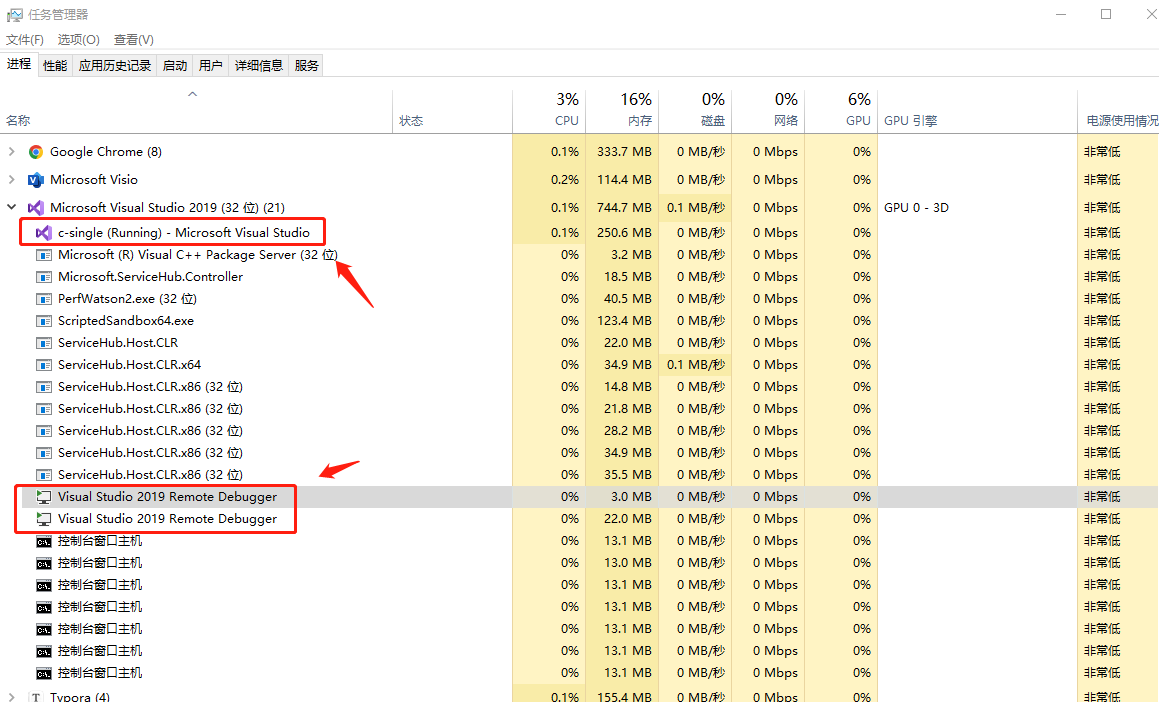 任务管理器
文件(F) 选项(O) 查看(V)
进程 性能 应用历史记录 启动 用户 详细信息 服务
3% 16% 0% 0% 6%
名称 状态 CPU 内存 磁盘 网络 GPU GPU 引擎 电源使用情况
Google Chrome (8) 0.1% 333.7 MB 0 MB/秒 0 Mbps 0% 非常低
Microsoft Visio 0.2% 114.4 MB 0 MB/秒 0 Mbps 0% 非常低
Microsoft Visual Studio 2019 (32 位) (21) 0.1% 744.7 MB 0.1 MB/秒 0 Mbps 0% GPU 0 - 3D 非常低
c-single (Running) - Microsoft Visual Studio 0.1% 250.6 MB 0 MB/秒 0 Mbps 0% 非常低
Microsoft (R) Visual C++ Package Server (32 位) 0% 3.2 MB 0 MB/秒 0 Mbps 0% 非常低
Microsoft.ServiceHub.Controller 0% 18.5 MB 0 MB/秒 0 Mbps 0% 非常低
PerfWatson2.exe (32 位) 0% 40.5 MB 0 MB/秒 0 Mbps 0% 非常低
ScriptedSandbox64.exe 0% 123.4 MB 0 MB/秒 0 Mbps 0% 非常低
ServiceHub.Host.CLR 0% 22.0 MB 0 MB/秒 0 Mbps 0% 非常低
ServiceHub.Host.CLR.x64 0% 34.9 MB 0.1 MB/秒 0 Mbps 0% 非常低
ServiceHub.Host.CLR.x86 (32 位) 0% 14.8 MB 0 MB/秒 0 Mbps 0% 非常低
ServiceHub.Host.CLR.x86 (32 位) 0% 21.8 MB 0 MB/秒 0 Mbps 0% 非常低
ServiceHub.Host.CLR.x86 (32 位) 0% 28.2 MB 0 MB/秒 0 Mbps 0% 非常低
ServiceHub.Host.CLR.x86 (32 位) 0% 34.9 MB 0 MB/秒 0 Mbps 0% 非常低
ServiceHub.Host.CLR.x86 (32 位) 0% 35.5 MB 0 MB/秒 0 Mbps 0% 非常低
Visual Studio 2019 Remote Debugger 0% 3.0 MB 0 MB/秒 0 Mbps 0% 非常低
Visual Studio 2019 Remote Debugger 0% 22.0 MB 0 MB/秒 0 Mbps 0% 非常低
控制台窗口主机 0% 13.1 MB 0 MB/秒 0 Mbps 0% 非常低
控制台窗口主机 0% 13.0 MB 0 MB/秒 0 Mbps 0% 非常低
控制台窗口主机 0% 13.1 MB 0 MB/秒 0 Mbps 0% 非常低
控制台窗口主机 0% 13.1 MB 0 MB/秒 0 Mbps 0% 非常低
控制台窗口主机 0% 13.1 MB 0 MB/秒 0 Mbps 0% 非常低
控制台窗口主机 0% 13.1 MB 0 MB/秒 0 Mbps 0% 非常低
控制台窗口主机 0% 13.1 MB 0 MB/秒 0 Mbps 0% 非常低
T Typora (4) 0.1% 155.4 MB 0 MB/秒 0 Mbps 0% 非常低